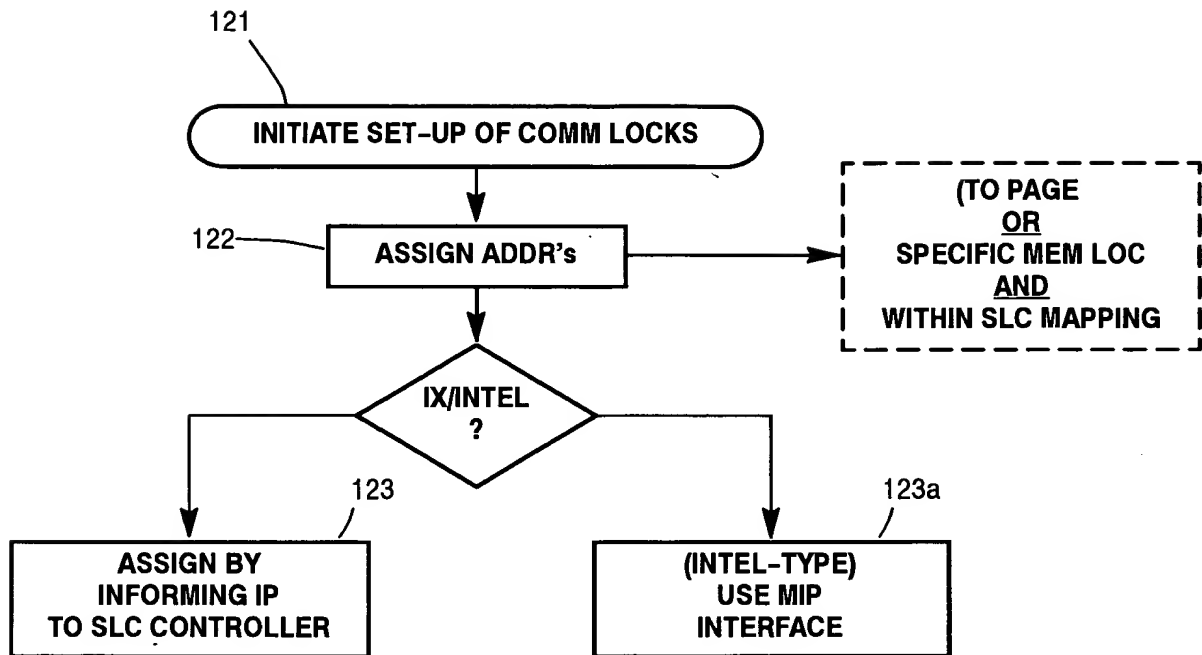 121
INITIATE SET-UP OF COMM LOCKS
122
ASSIGN ADDR's
(TO PAGE
OR
SPECIFIC MEM LOC
AND
WITHIN SLC MAPPING
IX/INTEL
?
123
ASSIGN BY
INFORMING IP
TO SLC CONTROLLER
123a
(INTEL-TYPE)
USE MIP
INTERFACE